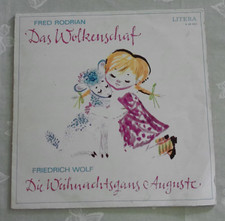 FRED RODRIAN
LITERA
Das Wolkenschaf
FRIEDRICH WOLF
Die Weihnachtsgans Auguste